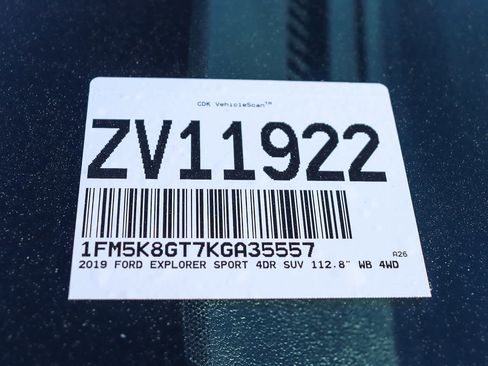 CDK VehicleScan™
ZV11922
1FM5K8GT7KGA35557
A26
2019 FORD EXPLORER SPORT 4DR SUV 112.8" WB 4WD